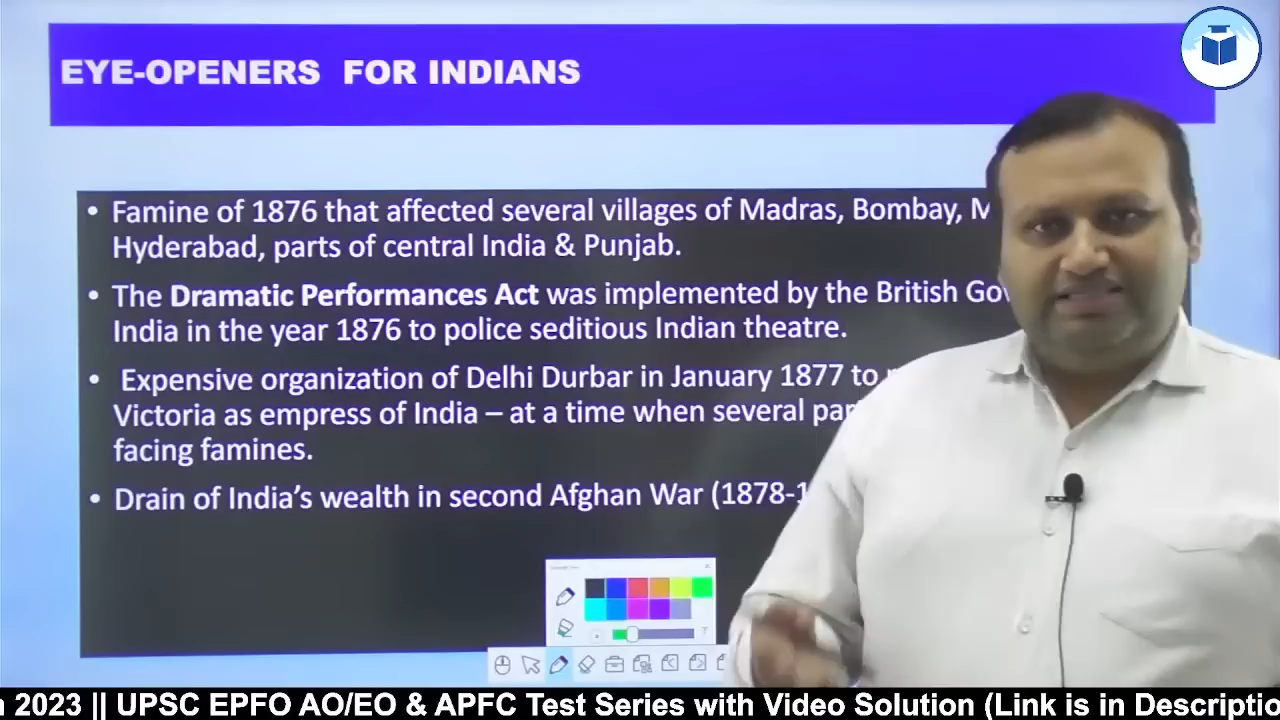 EYE-OPENERS FOR INDIANS
• Famine of 1876 that affected several villages of Madras, Bombay,
Hyderabad, parts of central India & Punjab.
• The Dramatic Performances Act was implemented by the British
India in the year 1876 to police seditious Indian theatre.
• Expensive organization of Delhi Durbar in January 1877 to
Victoria as empress of India – at a time when several
facing famines.
• Drain of India's wealth in second Afghan War (1878-1
2023 || UPSC EPFO AO/EO & APFC Test Series with Video Solution (Link is in Descriptio